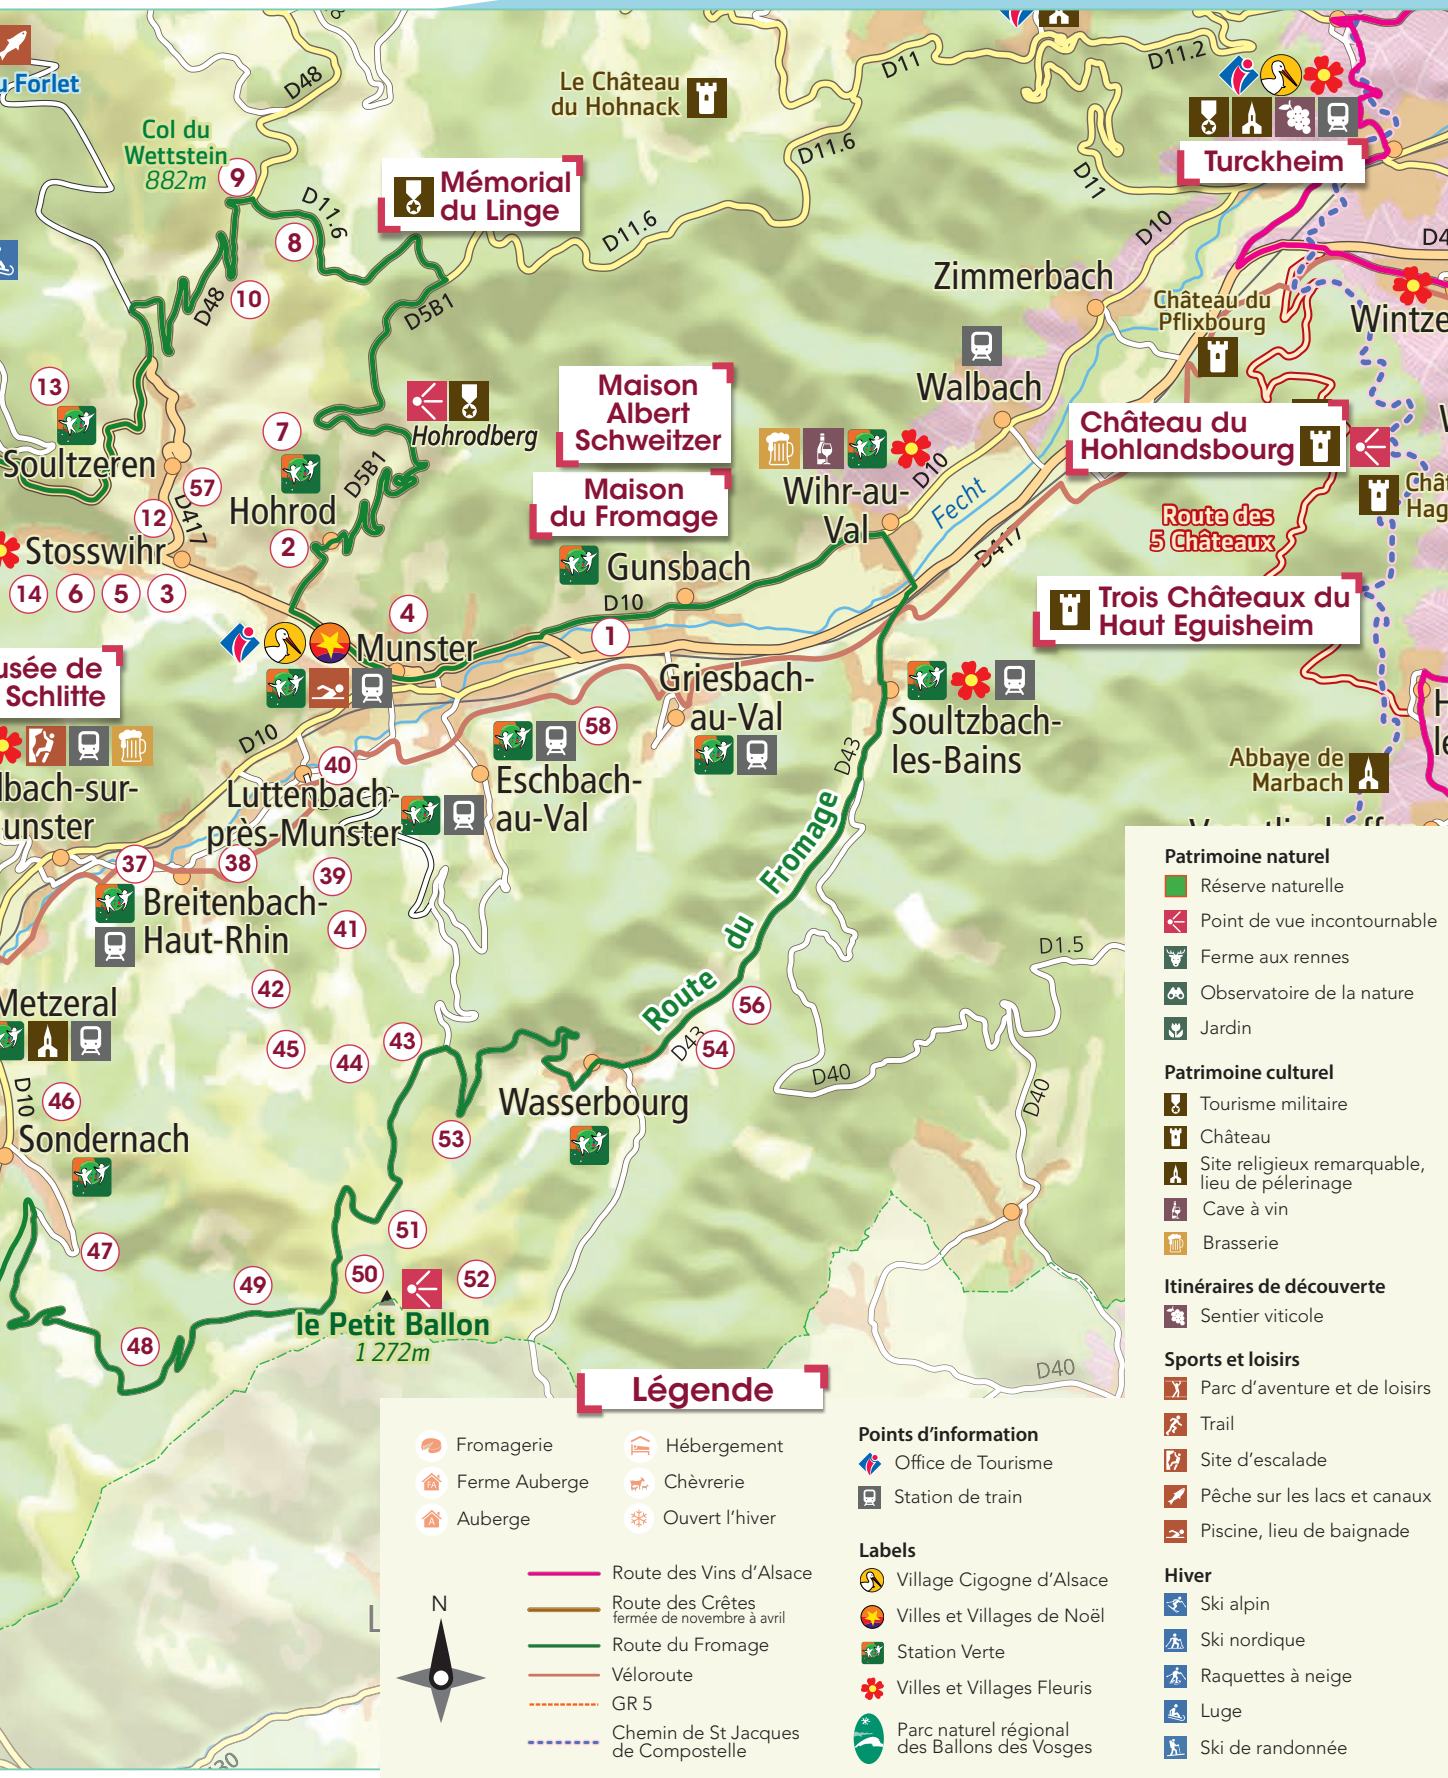 u Forlet
D48
Le Château
du Hohnack
D11
D11.2
Col du
Wettstein
882m
9
D11.6
Mémorial
du Linge
D11.6
D11.6
D11
Turckheim
8
D10
D4
D48
10
D5B1
Zimmerbach
Château du
Pflixbourg
Wintze
13
Maison
Albert
Schweitzer
Walbach
Château du
Hohlandsbourg
7
Hohrodberg
Soultzeren
57
D5B1
Hohrod
Maison
du Fromage
Wihr-au-
Val
D10
Fecht
Chât
Hag
12
D417
2
Route des
5 Châteaux
Stosswihr
14
6
5
3
Gunsbach
D417
D10
Trois Châteaux du
Haut Eguisheim
4
1
Munster
usée de
Schlitte
Griesbach-
au-Val
Soultzbach-
les-Bains
H
le
D10
58
D43
40
Eschbach-
au-Val
Abbaye de
Marbach
lbach-sur-
unster
Luttenbach-
près-Munster
37
38
39
Breitenbach-
Haut-Rhin
41
Route du Fromage
D1.5
42
Metzeral
56
45
44
43
D43
54
D40
D40
D10
46
Wasserbourg
Sondernach
53
47
51
49
50
52
le Petit Ballon
1 272m
48
D40
Légende
Fromagerie
Ferme Auberge
Auberge
Hébergement
Chèvrerie
Ouvert l'hiver
N
Route des Vins d'Alsace
Route des Crêtes
fermée de novembre à avril
Route du Fromage
Véloroute
GR 5
Chemin de St Jacques
de Compostelle
Points d'information
Office de Tourisme
Station de train
Labels
Village Cigogne d'Alsace
Villes et Villages de Noël
Station Verte
Villes et Villages Fleuris
Parc naturel régional
des Ballons des Vosges
Patrimoine naturel
Réserve naturelle
Point de vue incontournable
Ferme aux rennes
Observatoire de la nature
Jardin
Patrimoine culturel
Tourisme militaire
Château
Site religieux remarquable,
lieu de pélerinage
Cave à vin
Brasserie
Itinéraires de découverte
Sentier viticole
Sports et loisirs
Parc d'aventure et de loisirs
Trail
Site d'escalade
Pêche sur les lacs et canaux
Piscine, lieu de baignade
Hiver
Ski alpin
Ski nordique
Raquettes à neige
Luge
Ski de randonnée